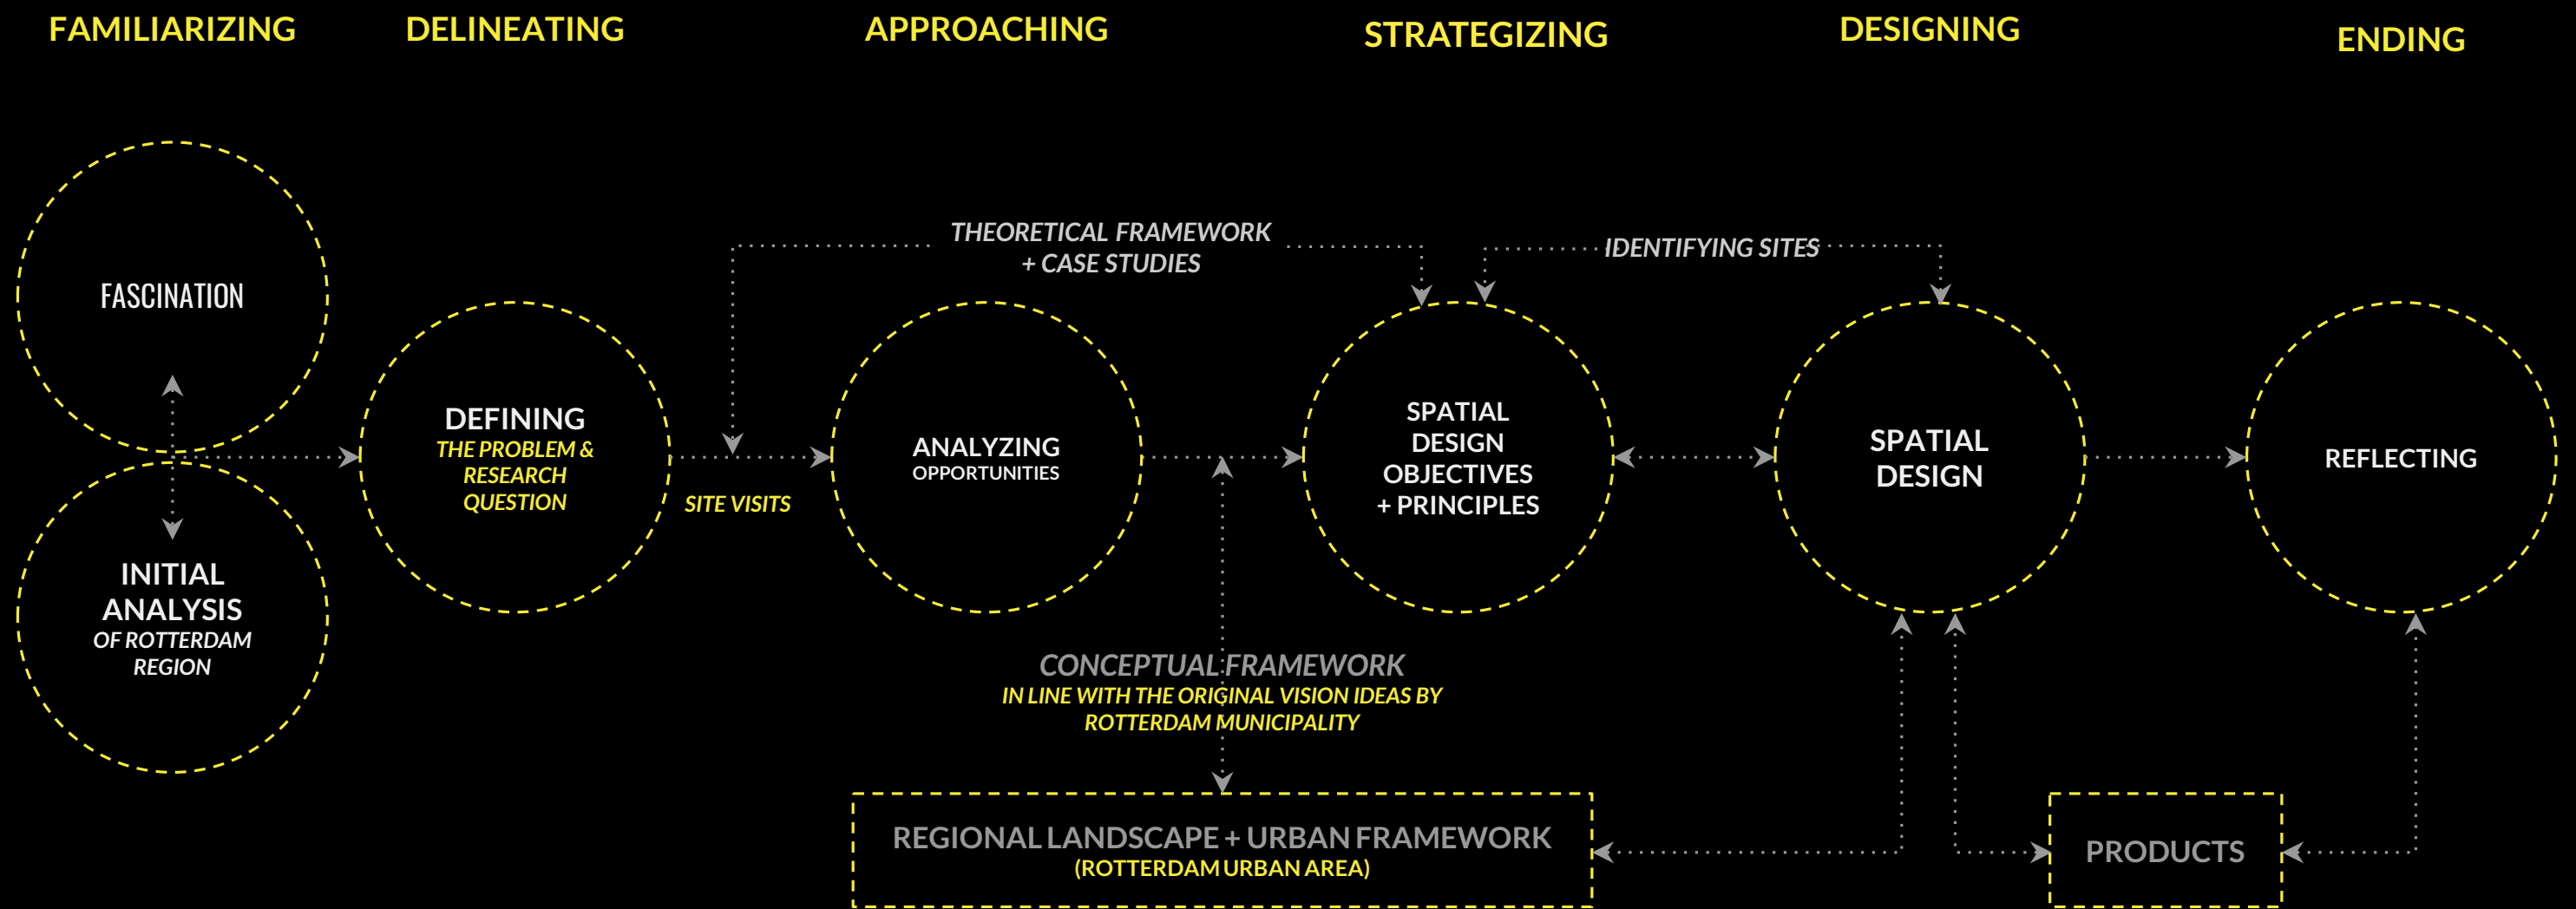 FAMILIARIZING
DELINEATING
APPROACHING
STRATEGIZING
DESIGNING
ENDING
FASCINATION
INITIAL
ANALYSIS
OF ROTTERDAM
REGION
DEFINING
THE PROBLEM &
RESEARCH
QUESTION
SITE VISITS
THEORETICAL FRAMEWORK
+ CASE STUDIES
ANALYZING
OPPORTUNITIES
CONCEPTUAL FRAMEWORK
IN LINE WITH THE ORIGINAL VISION IDEAS BY
ROTTERDAM MUNICIPALITY
REGIONAL LANDSCAPE + URBAN FRAMEWORK
(ROTTERDAM URBAN AREA)
IDENTIFYING SITES
SPATIAL
DESIGN
OBJECTIVES
+ PRINCIPLES
SPATIAL
DESIGN
PRODUCTS
REFLECTING